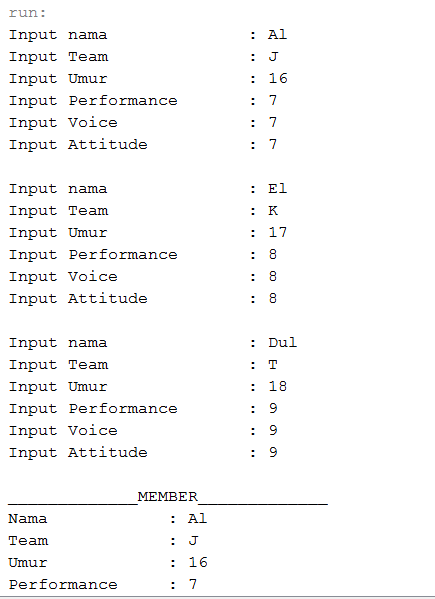 run:
Input nama : Al
Input Team : J
Input Umur : 16
Input Performance : 7
Input Voice : 7
Input Attitude : 7
Input nama : El
Input Team : K
Input Umur : 17
Input Performance : 8
Input Voice : 8
Input Attitude : 8
Input nama : Dul
Input Team : T
Input Umur : 18
Input Performance : 9
Input Voice : 9
Input Attitude : 9
_____________MEMBER_____________
Nama : Al
Team : J
Umur : 16
Performance : 7